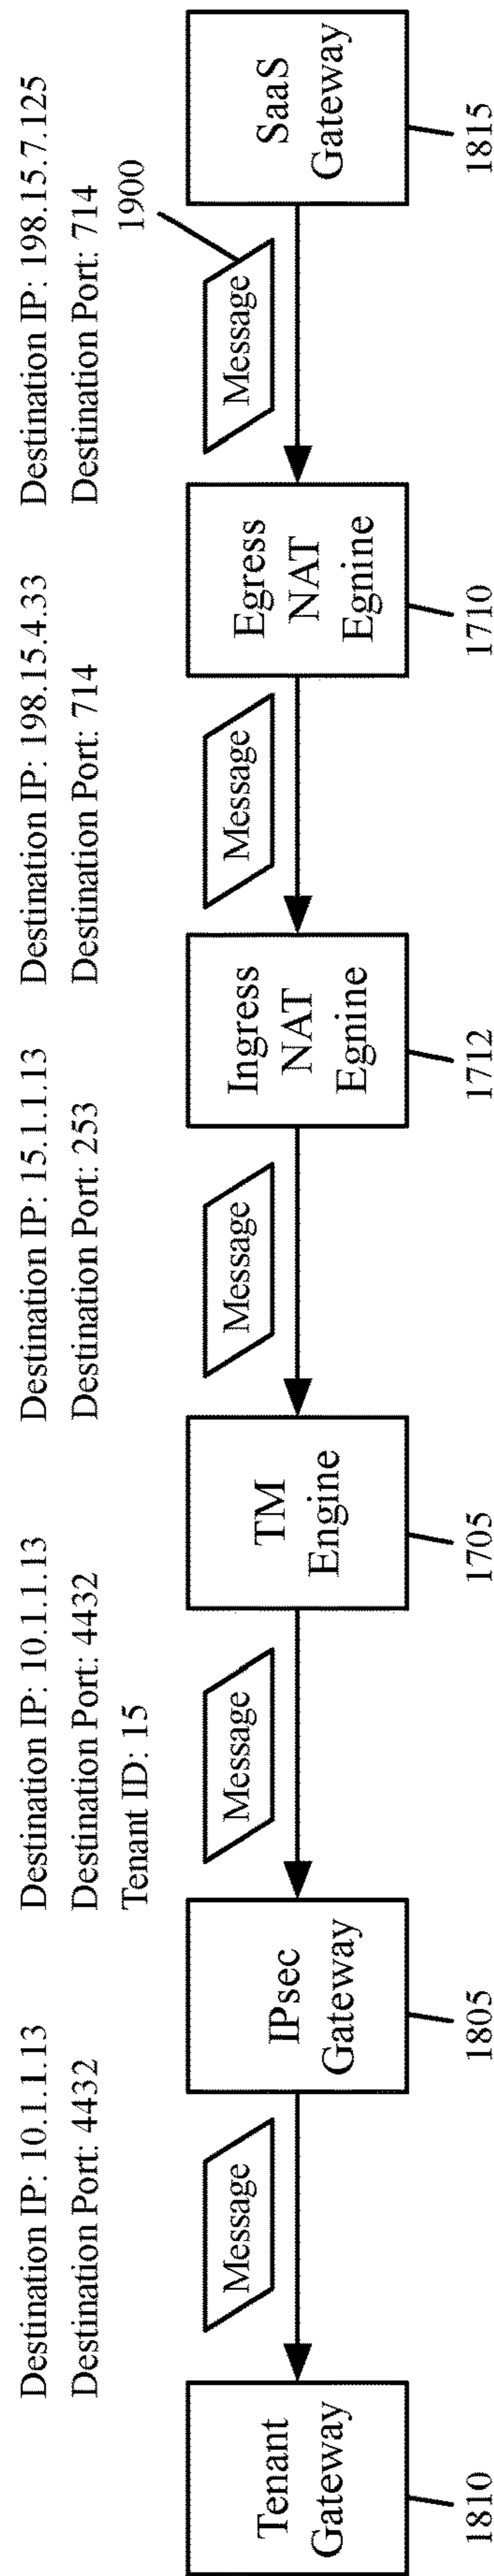 Destination IP: 10.1.1.13
Destination Port: 4432
Destination IP: 10.1.1.13
Destination Port: 4432
Tenant ID: 15
Destination IP: 15.1.1.13
Destination Port: 253
Destination IP: 198.15.4.33
Destination Port: 714
Destination IP: 198.15.7.125
Destination Port: 714
1900
Tenant
Gateway
Message
IPsec
Gateway
Message
TM
Engine
Message
Ingress
NAT
Egnine
Message
Egress
NAT
Egnine
Message
SaaS
Gateway
1810
1805
1705
1712
1710
1815